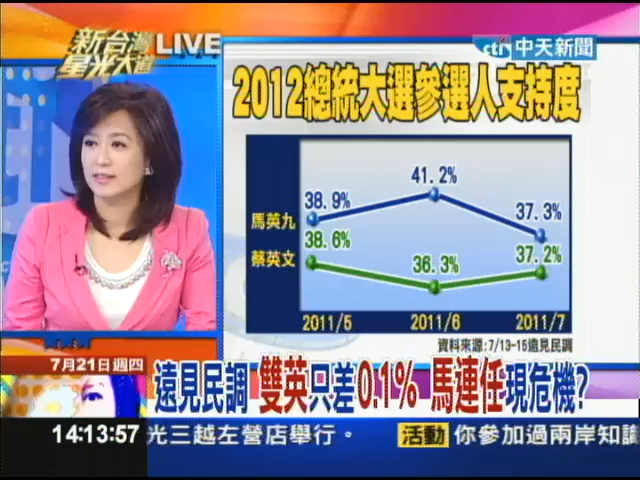 新台灣
星光大道
LIVE
cti 中天新聞
2012總統大選參選人支持度
馬英九
38.9%
41.2%
37.3%
蔡英文
38.6%
36.3%
37.2%
2011/5
2011/6
2011/7
資料來源:7/13-15遠見民調
7月21日週四
遠見民調 雙英只差0.1% 馬連任現危機?
14:13:57
光三越左營店舉行。 活動 你參加過兩岸知識